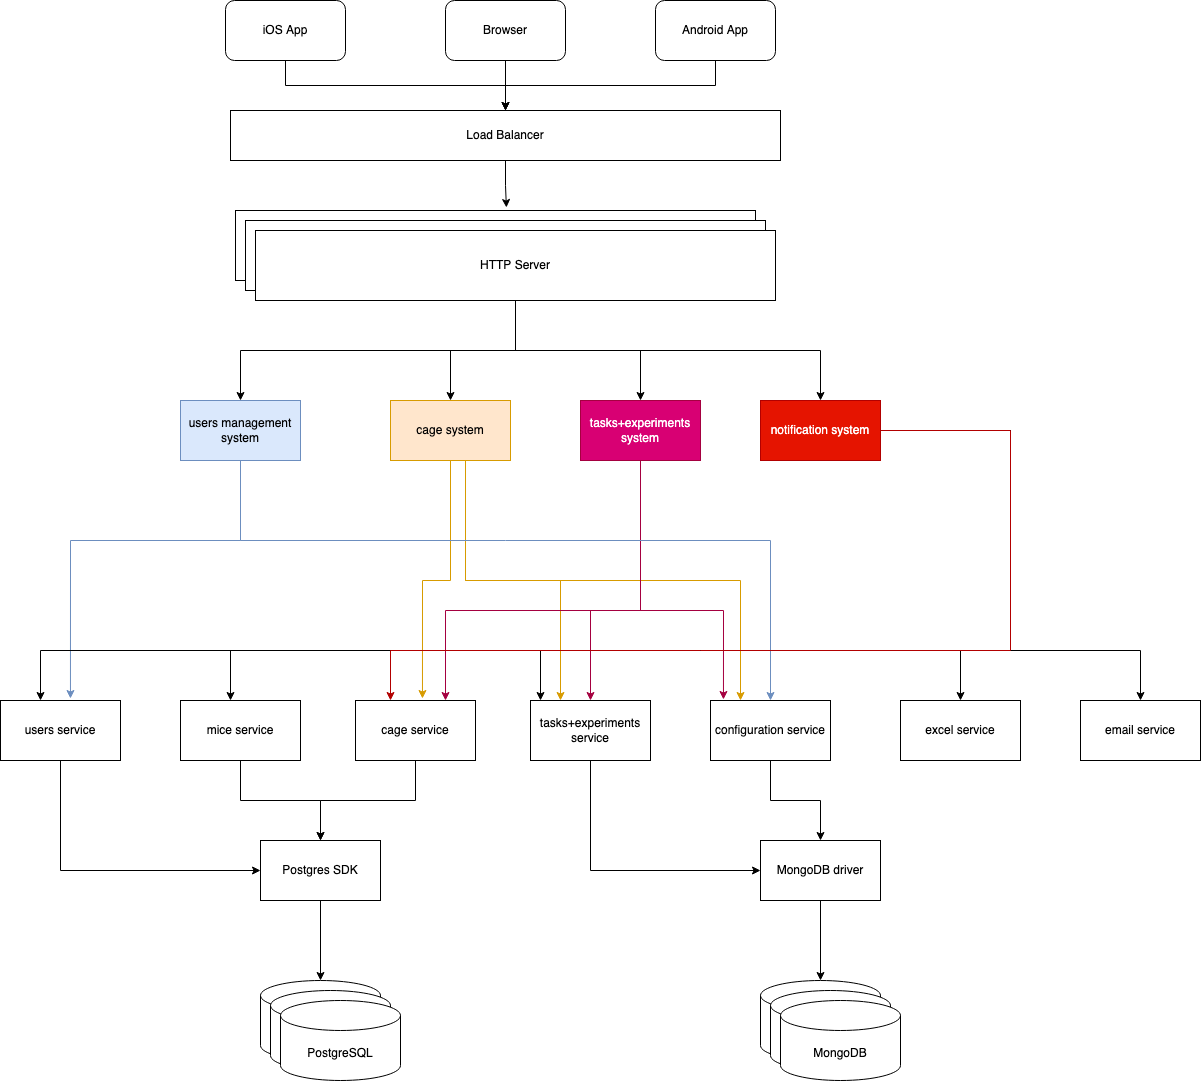 iOS App
Browser
Android App
Load Balancer
HTTP Server
users management
system
cage system
tasks+experiments
system
notification system
users service
mice service
cage service
tasks+experiments
service
configuration service
excel service
email service
Postgres SDK
MongoDB driver
PostgreSQL
MongoDB